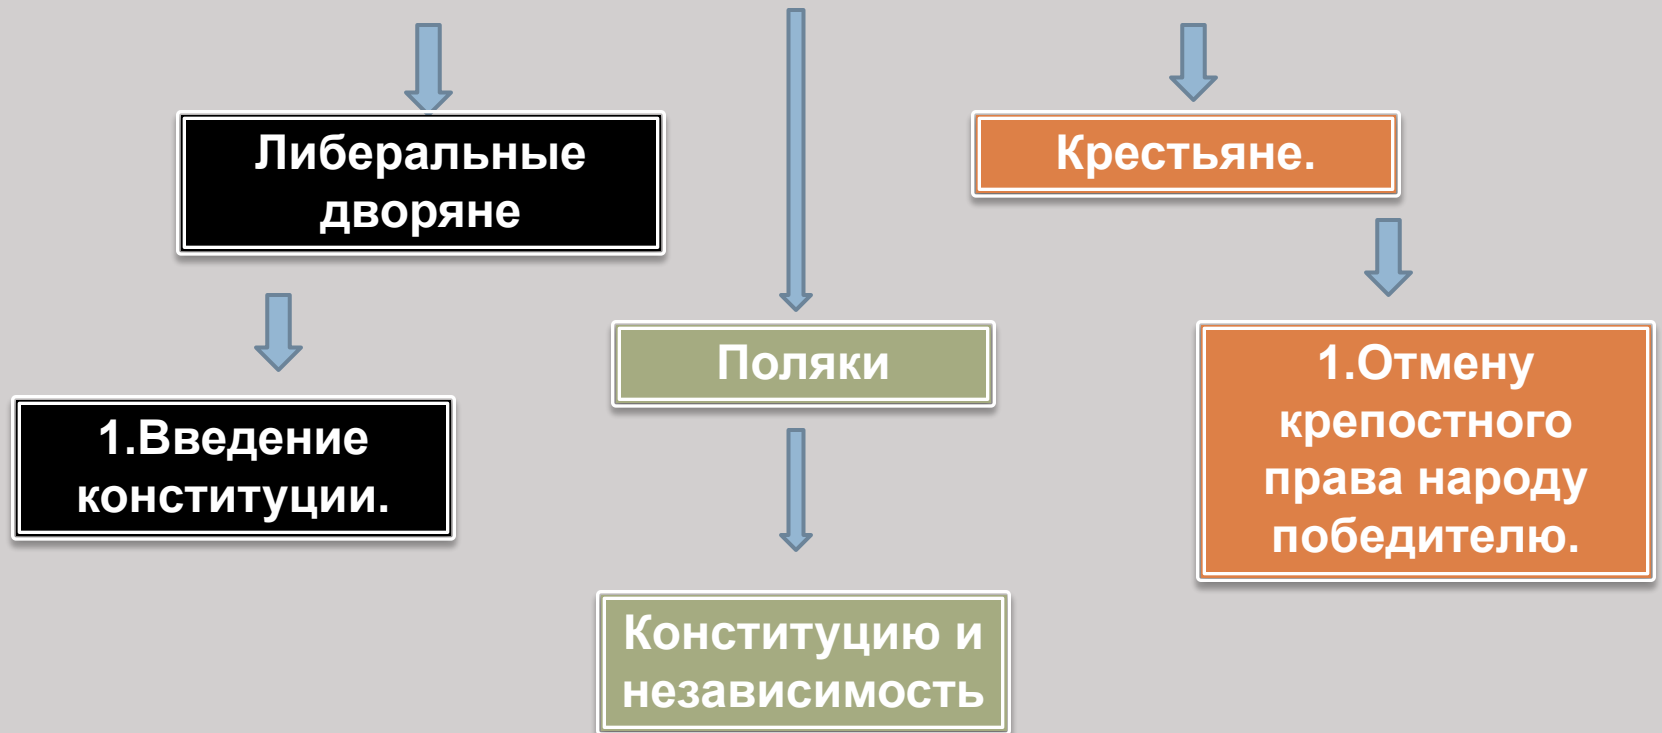 Либеральные
дворяне
1.Введение
конституции.
Поляки
Конституцию и
независимость
Крестьяне.
1.Отмену
крепостного
права народу
победителю.